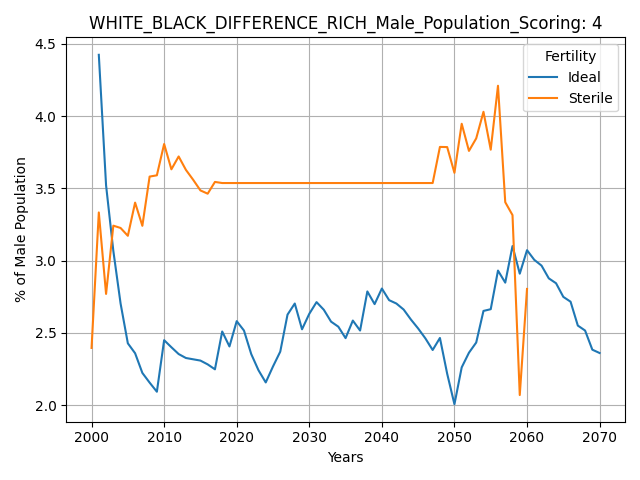 WHITE_BLACK_DIFFERENCE_RICH_Male_Population_Scoring: 4
Fertility
Ideal
Sterile
% of Male Population
4.5
4.0
3.5
3.0
2.5
2.0
2000 2010 2020 2030 2040 2050 2060 2070
Years